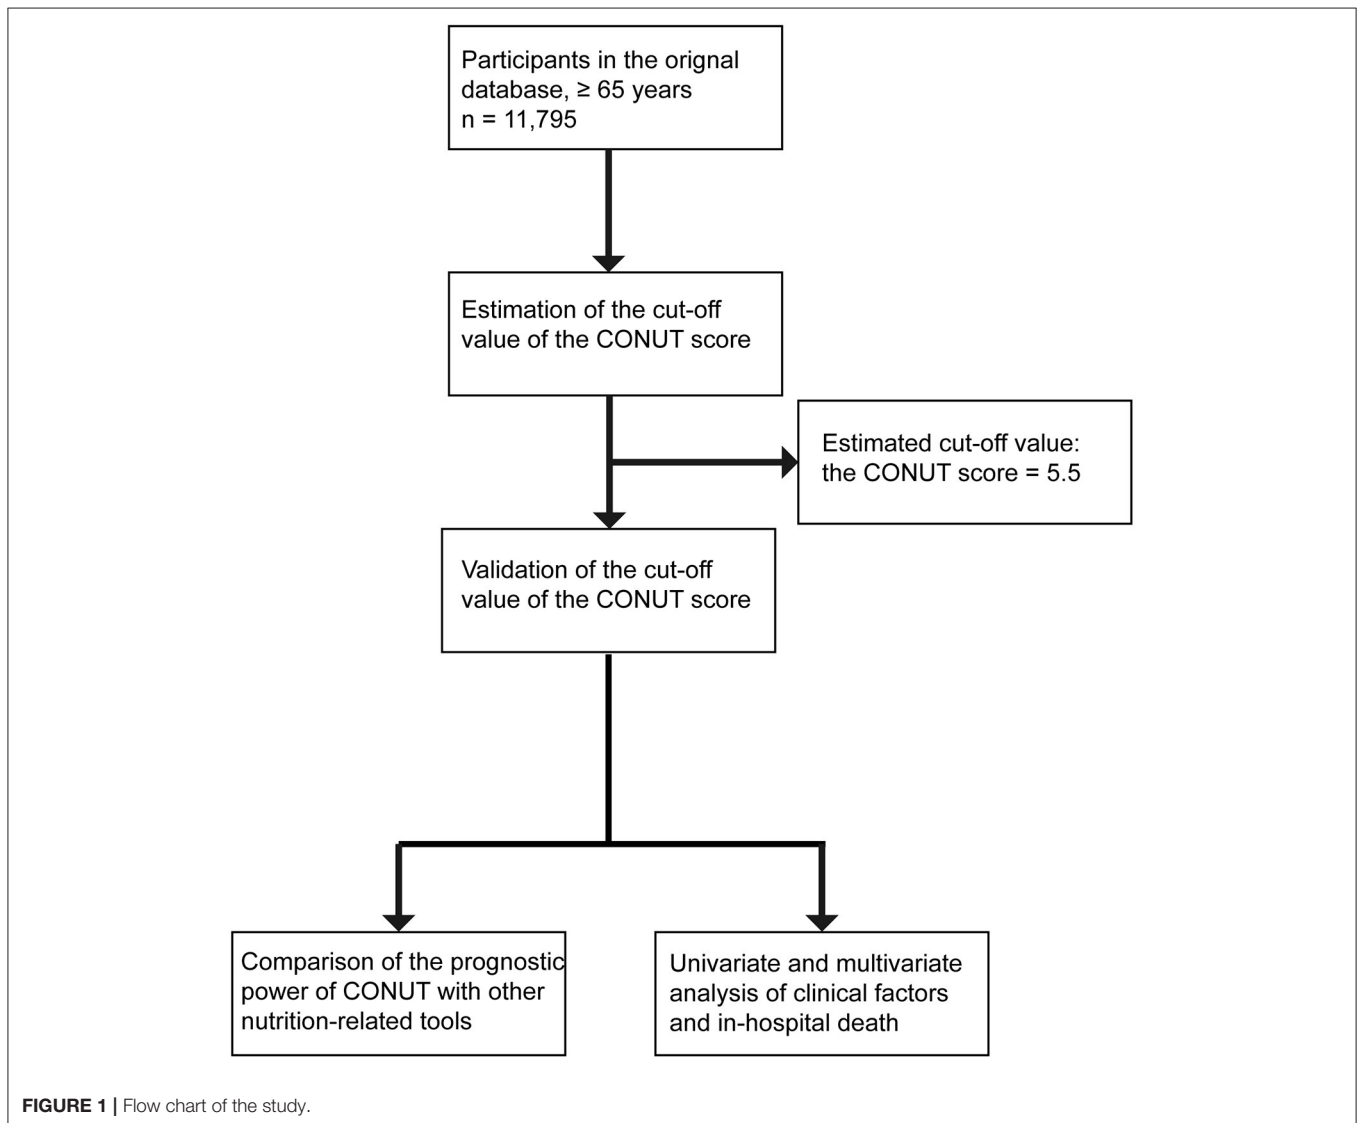 Participants in the orignal
database, ≥ 65 years
n = 11,795
Estimation of the cut-off
value of the CONUT score
Estimated cut-off value:
the CONUT score = 5.5
Validation of the cut-off
value of the CONUT score
Comparison of the prognostic
power of CONUT with other
nutrition-related tools
Univariate and multivariate
analysis of clinical factors
and in-hospital death
FIGURE 1 | Flow chart of the study.